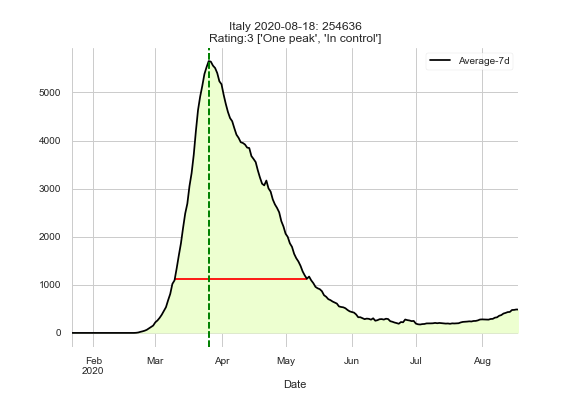 Italy 2020-08-18: 254636
Rating:3 ['One peak', 'In control']
Average-7d
5000
4000
3000
2000
1000
0
Feb Mar Apr May Jun Jul Aug
2020
Date